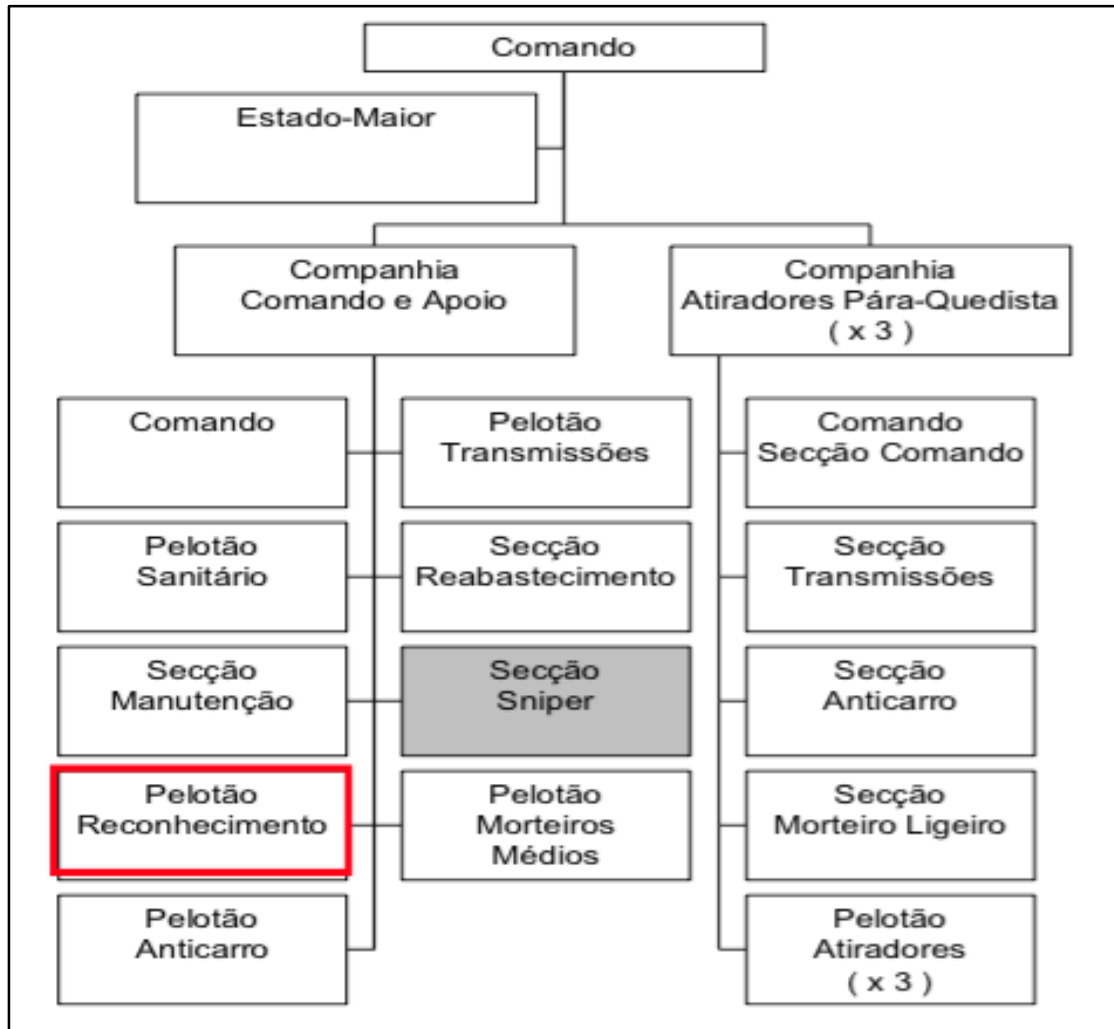 Comando
Estado-Maior
Companhia
Comando e Apoio
Companhia
Atiradores Pára-Quedista
( x 3 )
Comando
Pelotão
Transmissões
Comando
Secção Comando
Pelotão
Sanitário
Secção
Reabastecimento
Secção
Transmissões
Secção
Manutenção
Secção
Sniper
Secção
Anticarro
Pelotão
Reconhecimento
Pelotão
Morteiros
Médios
Secção
Morteiro Ligeiro
Pelotão
Anticarro
Pelotão
Atiradores
( x 3 )